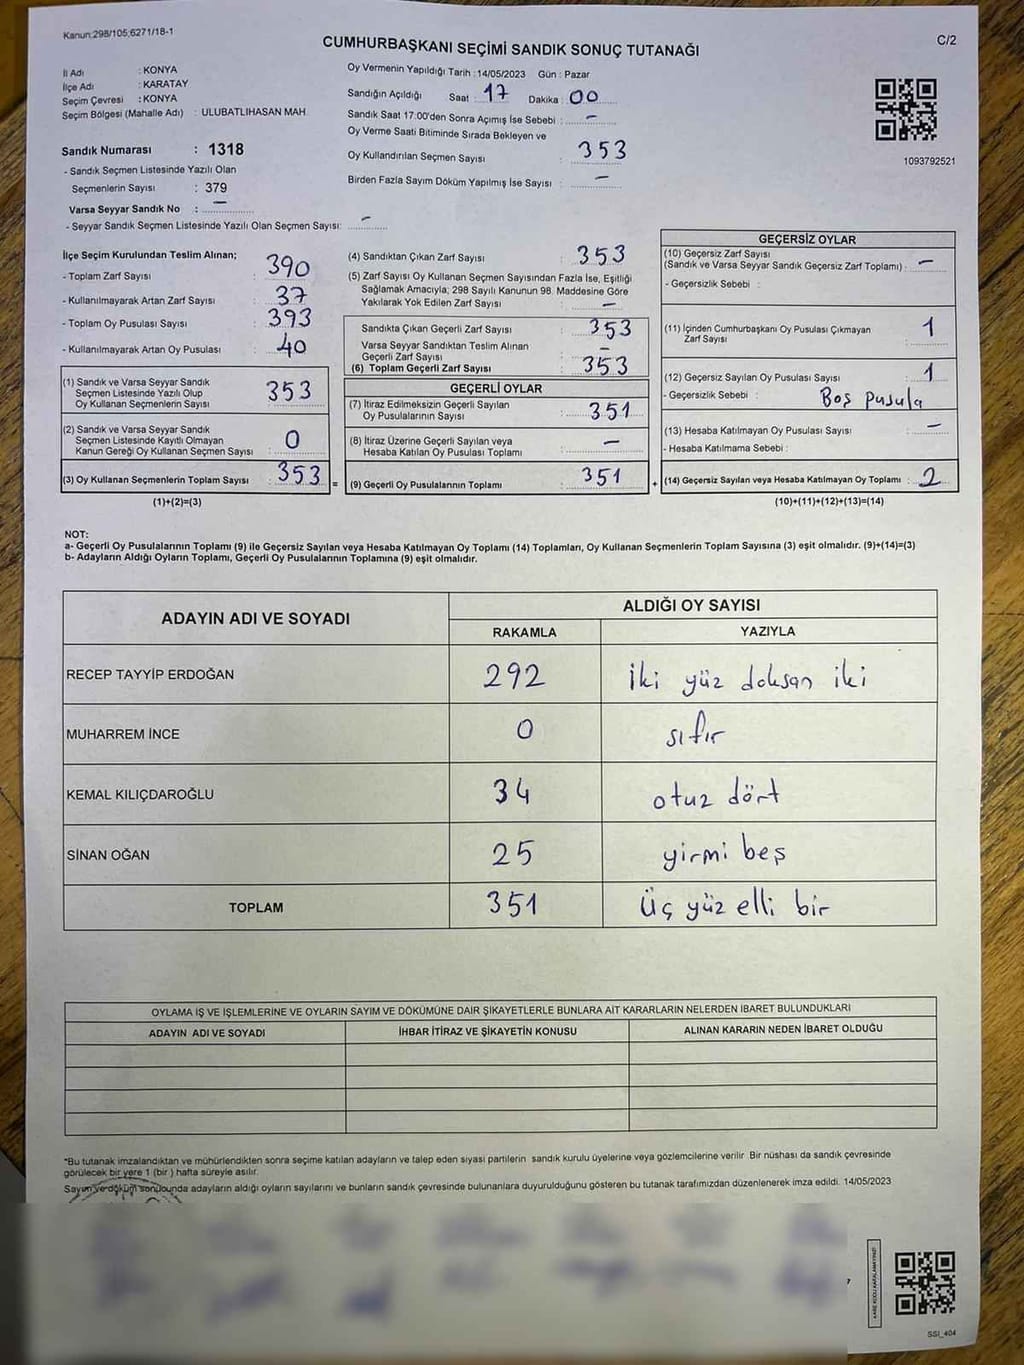 Kanun:298/105;6271/18-1
CUMHURBAŞKANI SEÇİMİ SANDIK SONUÇ TUTANAĞI
C/2
İl Adı : KONYA
İlçe Adı : KARATAY
Seçim Çevresi : KONYA
Seçim Bölgesi (Mahalle Adı) : ULUBATLIHASAN MAH
Sandık Numarası : 1318
- Sandık Seçmen Listesinde Yazılı Olan
Seçmenlerin Sayısı : 379
Varsa Seyyar Sandık No : –
- Seyyar Sandık Seçmen Listesinde Yazılı Olan Seçmen Sayısı: –
Oy Vermenin Yapıldığı Tarih : 14/05/2023 Gün : Pazar
Sandığın Açıldığı Saat 17 Dakika : 00
Sandık Saat 17:00'den Sonra Açılmış İse Sebebi : –
Oy Verme Saati Bitiminde Sırada Bekleyen ve
Oy Kullandırılan Seçmen Sayısı : 353
Birden Fazla Sayım Döküm Yapılmış İse Sayısı : –
1093792521
İlçe Seçim Kurulundan Teslim Alınan;
- Toplam Zarf Sayısı : 390
- Kullanılmayarak Artan Zarf Sayısı : 37
- Toplam Oy Pusulası Sayısı : 393
- Kullanılmayarak Artan Oy Pusulası : 40
(1) Sandık ve Varsa Seyyar Sandık
Seçmen Listesinde Yazılı Olup
Oy Kullanan Seçmenlerin Sayısı : 353
(2) Sandık ve Varsa Seyyar Sandık
Seçmen Listesinde Kayıtlı Olmayan
Kanun Gereği Oy Kullanan Seçmen Sayısı : 0
(3) Oy Kullanan Seçmenlerin Toplam Sayısı : 353
(1)+(2)=(3)
=
(4) Sandıktan Çıkan Zarf Sayısı : 353
(5) Zarf Sayısı Oy Kullanan Seçmen Sayısından Fazla İse, Eşitliği
Sağlamak Amacıyla; 298 Sayılı Kanunun 98. Maddesine Göre
Yakılarak Yok Edilen Zarf Sayısı : –
Sandıkta Çıkan Geçerli Zarf Sayısı : 353
Varsa Seyyar Sandıktan Teslim Alınan
Geçerli Zarf Sayısı : –
(6) Toplam Geçerli Zarf Sayısı : 353
GEÇERLİ OYLAR
(7) İtiraz Edilmeksizin Geçerli Sayılan
Oy Pusulalarının Sayısı : 351
(8) İtiraz Üzerine Geçerli Sayılan veya
Hesaba Katılan Oy Pusulası Toplamı : –
(9) Geçerli Oy Pusulalarının Toplamı : 351
+
GEÇERSİZ OYLAR
(10) Geçersiz Zarf Sayısı
(Sandık ve Varsa Seyyar Sandık Geçersiz Zarf Toplamı) : –
- Geçersizlik Sebebi :
(11) İçinden Cumhurbaşkanı Oy Pusulası Çıkmayan
Zarf Sayısı : 1
(12) Geçersiz Sayılan Oy Pusulası Sayısı : 1
- Geçersizlik Sebebi : Boş pusula
(13) Hesaba Katılmayan Oy Pusulası Sayısı : –
- Hesaba Katılmama Sebebi :
(14) Geçersiz Sayılan veya Hesaba Katılmayan Oy Toplamı : 2
(10)+(11)+(12)+(13)=(14)
NOT:
a- Geçerli Oy Pusulalarının Toplamı (9) ile Geçersiz Sayılan veya Hesaba Katılmayan Oy Toplamı (14) Toplamları, Oy Kullanan Seçmenlerin Toplam Sayısına (3) eşit olmalıdır. (9)+(14)=(3)
b- Adayların Aldığı Oyların Toplamı, Geçerli Oy Pusulalarının Toplamına (9) eşit olmalıdır.
ADAYIN ADI VE SOYADI
ALDIĞI OY SAYISI
RAKAMLA YAZIYLA
RECEP TAYYİP ERDOĞAN 292 iki yüz doksan iki
MUHARREM İNCE 0 sıfır
KEMAL KILIÇDAROĞLU 34 otuz dört
SİNAN OĞAN 25 yirmi beş
TOPLAM 351 üç yüz elli bir
OYLAMA İŞ VE İŞLEMLERİNE VE OYLARIN SAYIM VE DÖKÜMÜNE DAİR ŞİKAYETLERLE BUNLARA AİT KARARLARIN NELERDEN İBARET BULUNDUKLARI
ADAYIN ADI VE SOYADI İHBAR İTİRAZ VE ŞİKAYETİN KONUSU ALINAN KARARIN NEDEN İBARET OLDUĞU
*Bu tutanak imzalandıktan ve mühürlendikten sonra seçime katılan adayların ve talep eden siyasi partilerin sandık kurulu üyelerine veya gözlemcilerine verilir. Bir nüshası da sandık çevresinde
görülecek bir yere 1 (bir ) hafta süreyle asılır.
Sayım ve döküm sonucunda adayların aldığı oyların sayılarını ve bunların sandık çevresinde bulunanlara duyurulduğunu gösteren bu tutanak tarafımızdan düzenlenerek imza edildi. 14/05/2023
KARE KODU KARALAMAYINIZ!
SSI_404